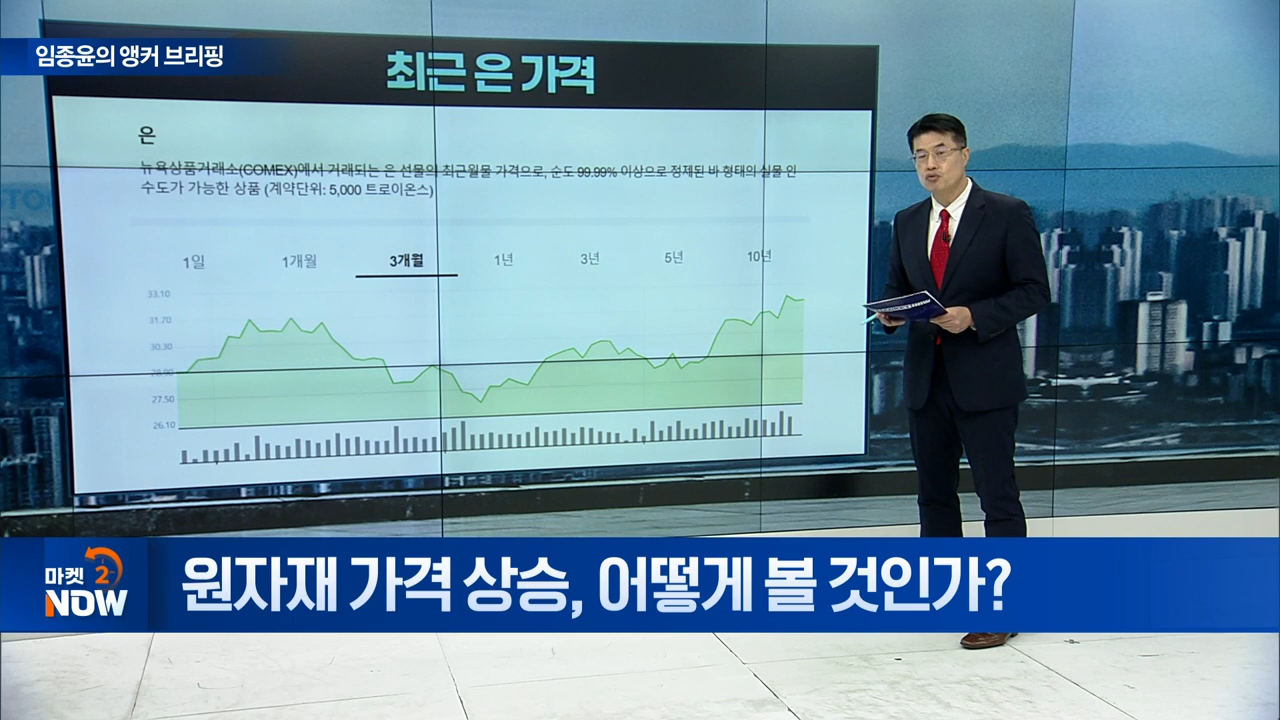 임종윤의 앵커 브리핑
최근 은 가격
은
뉴욕상품거래소(COMEX)에서 거래되는 은 선물의 최근월물 가격으로, 순도 99.99% 이상으로 정제된 바 형태의 실물 인
수도가 가능한 상품 (계약단위: 5,000 트로이온스)
1일 1개월 3개월 1년 3년 5년 10년
33.10
31.70
30.30
28.90
27.50
26.10
마켓 2
NOW
원자재 가격 상승, 어떻게 볼 것인가?